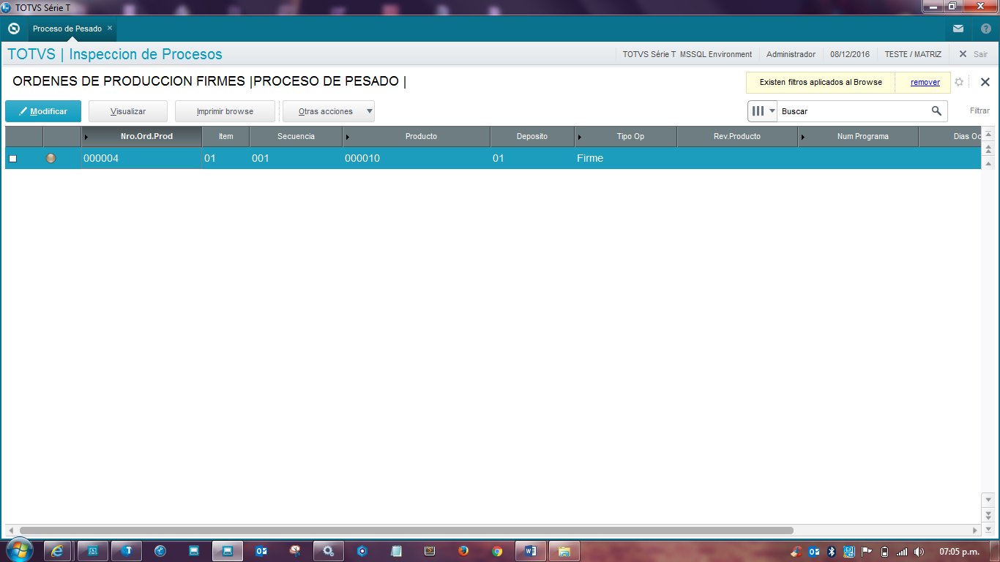 TOTVS Série T
Proceso de Pesado ×
TOTVS | Inspeccion de Procesos
TOTVS Série T MSSQL Environment Administrador 08/12/2016 TESTE / MATRIZ Sair
ORDENES DE PRODUCCION FIRMES |PROCESO DE PESADO |
Existen filtros aplicados al Browse remover
Modificar Visualizar Imprimir browse Otras acciones Buscar Filtrar
Nro.Ord.Prod Item Secuencia Producto Deposito Tipo Op Rev.Producto Num Programa Dias Oc
000004 01 001 000010 01 Firme
07:05 p.m.